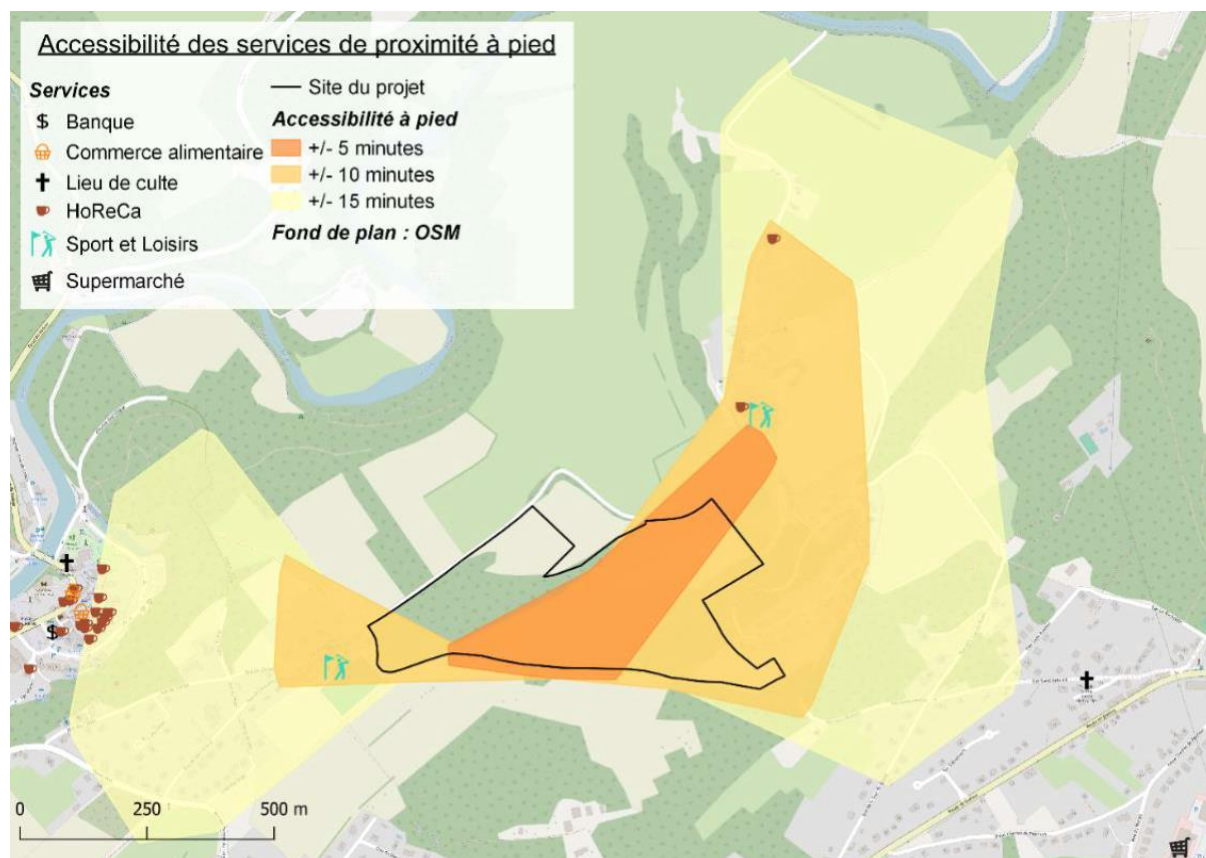 Accessibilité des services de proximité à pied
Services
$ Banque
Commerce alimentaire
Lieu de culte
HoReCa
Sport et Loisirs
Supermarché
Site du projet
Accessibilité à pied
+/- 5 minutes
+/- 10 minutes
+/- 15 minutes
Fond de plan : OSM
$
0 250 500 m